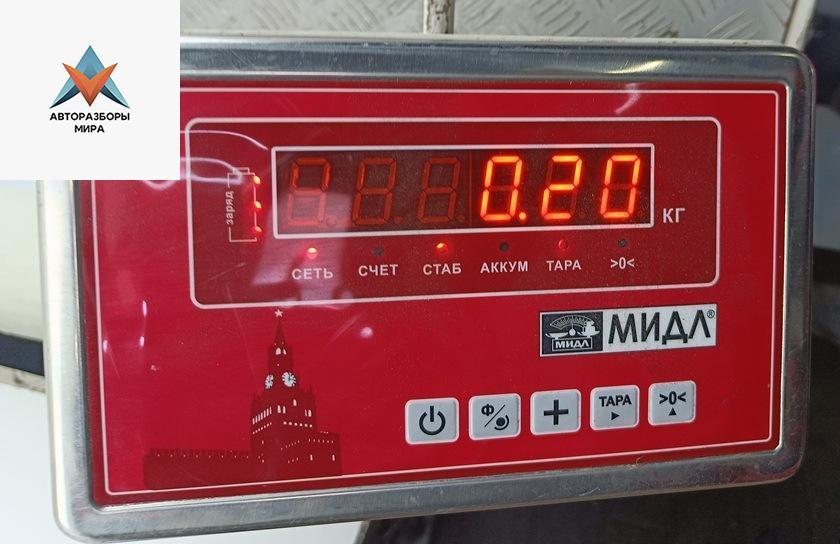 АВТОРАЗБОРЫ
МИРА
заряд
0.20
КГ
СЕТЬ СЧЕТ СТАБ АККУМ ТАРА >0<
МИДЛ МИДЛ®
Ф/ + ТАРА >0<